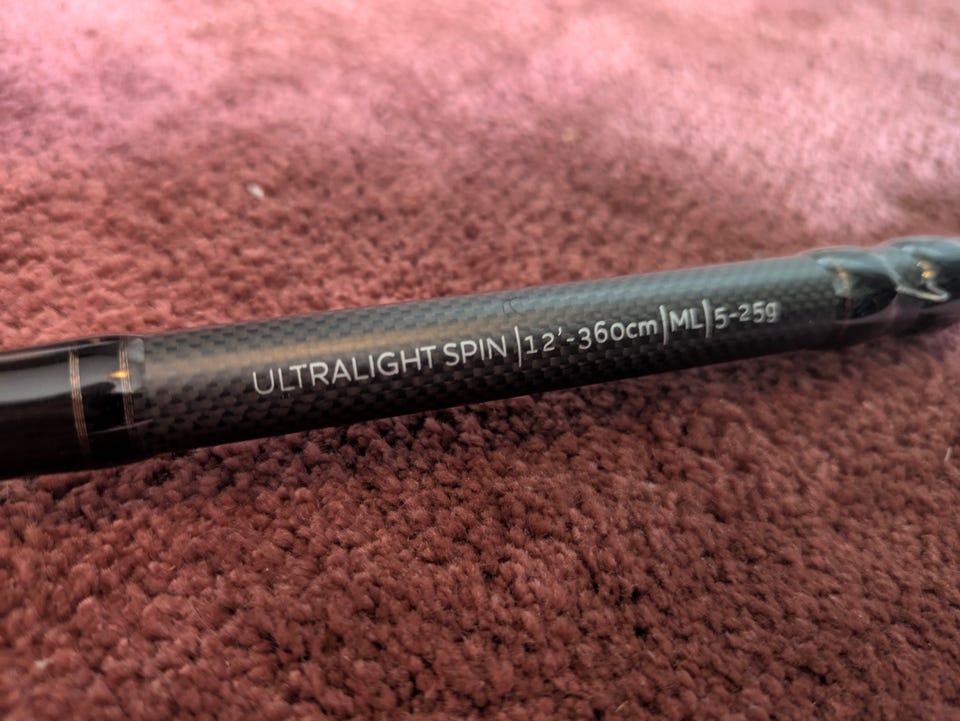 ULTRALIGHT SPIN | 12'-360cm | ML | 5-25g